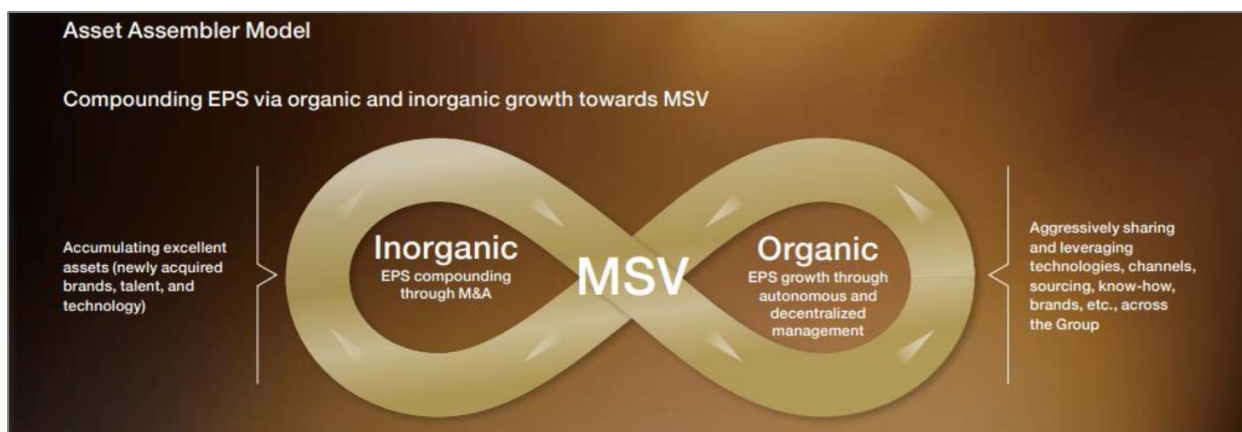 Asset Assembler Model
Compounding EPS via organic and inorganic growth towards MSV
Accumulating excellent
assets (newly acquired
brands, talent, and
technology)
Inorganic
EPS compounding
through M&A
MSV
Organic
EPS growth through
autonomous and
decentralized
management
Aggressively sharing
and leveraging
technologies, channels,
sourcing, know-how,
brands, etc., across
the Group